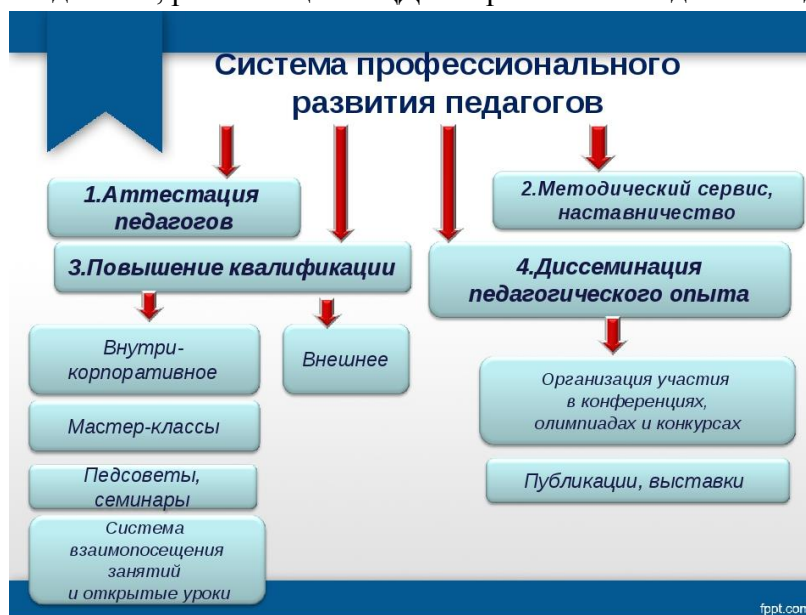 Система профессионального
развития педагогов
1.Аттестация
педагогов
2.Методический сервис,
наставничество
3.Повышение квалификации
4.Диссеминация
педагогического опыта
Внутри-
корпоративное
Внешнее
Мастер-классы
Педсоветы,
семинары
Система
взаимопосещения
занятий
и открытые уроки
Организация участия
в конференциях,
олимпиадах и конкурсах
Публикации, выставки
fppt.com